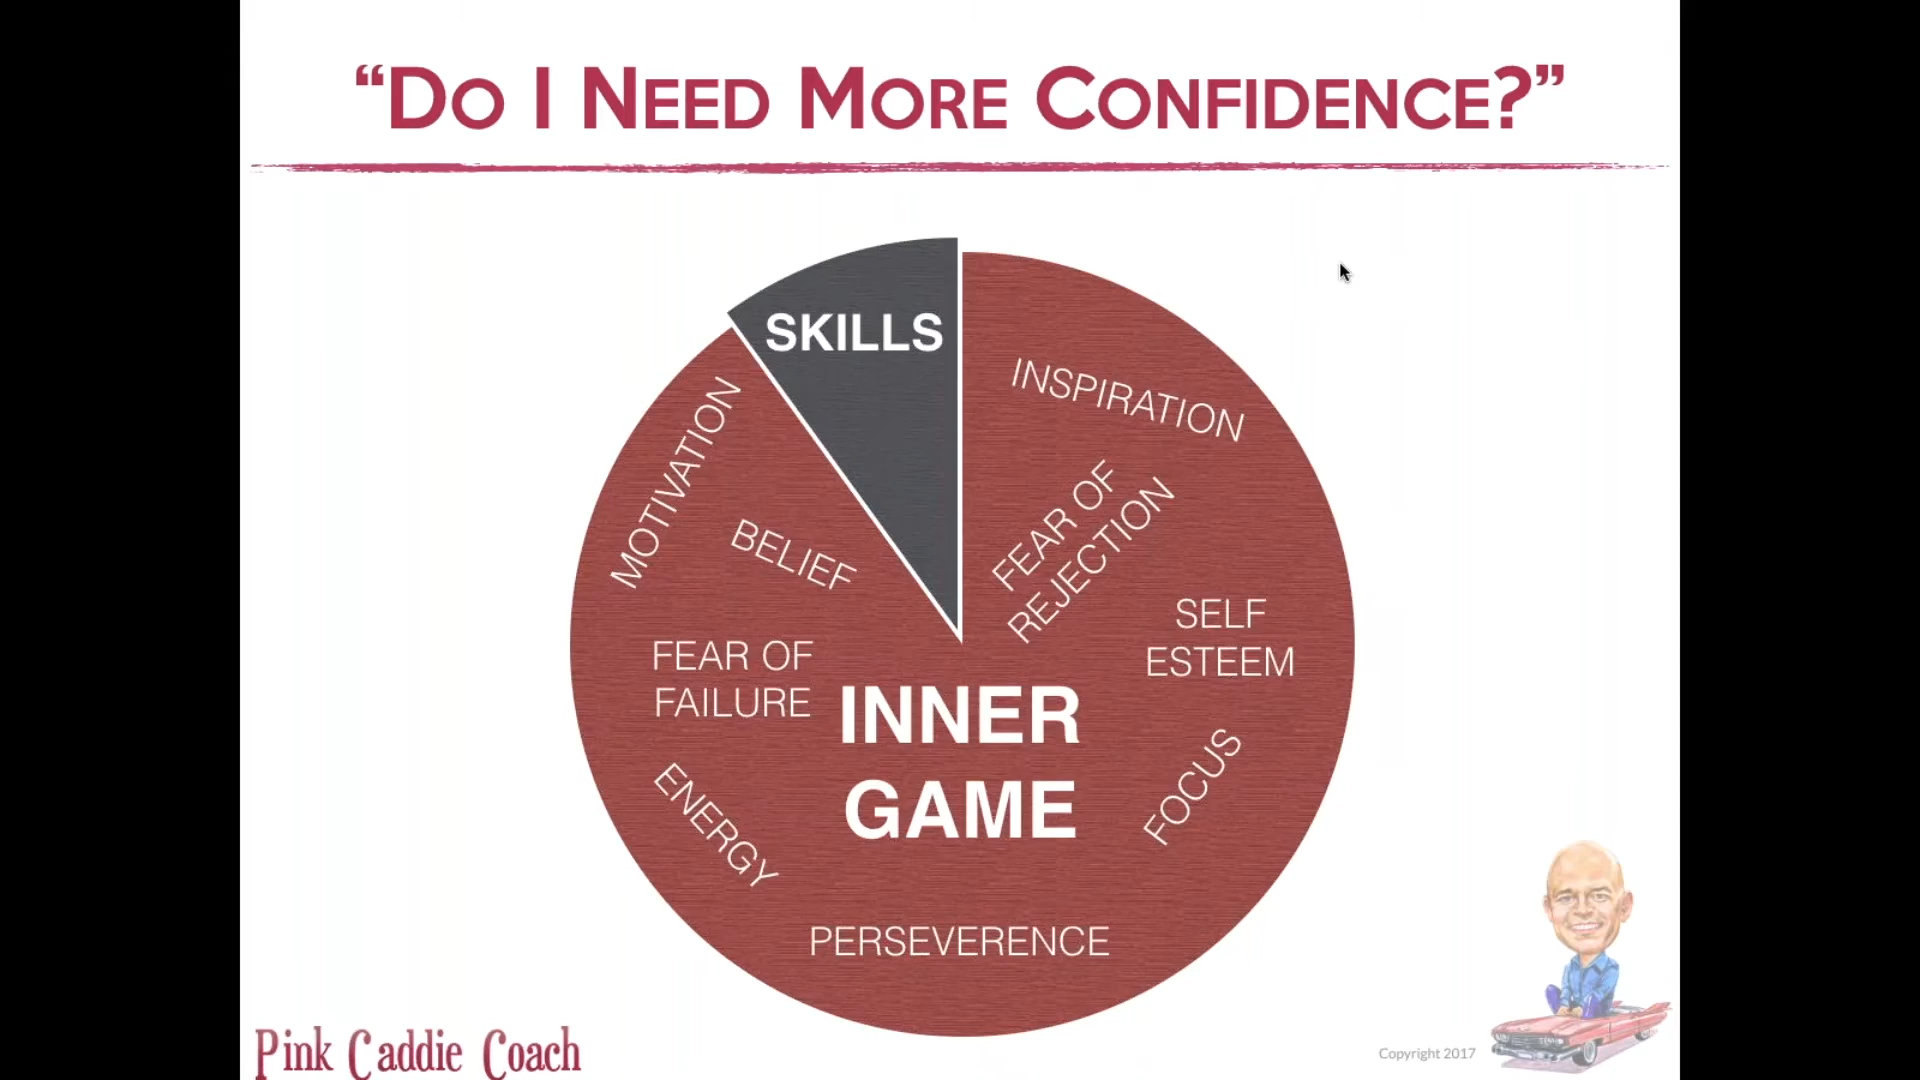 “DO I NEED MORE CONFIDENCE?”
SKILLS
INSPIRATION
MOTIVATION
BELIEF
FEAR OF
REJECTION
SELF
ESTEEM
FEAR OF
FAILURE
INNER
GAME
FOCUS
ENERGY
PERSEVERENCE
Pink Caddie Coach
Copyright 2017